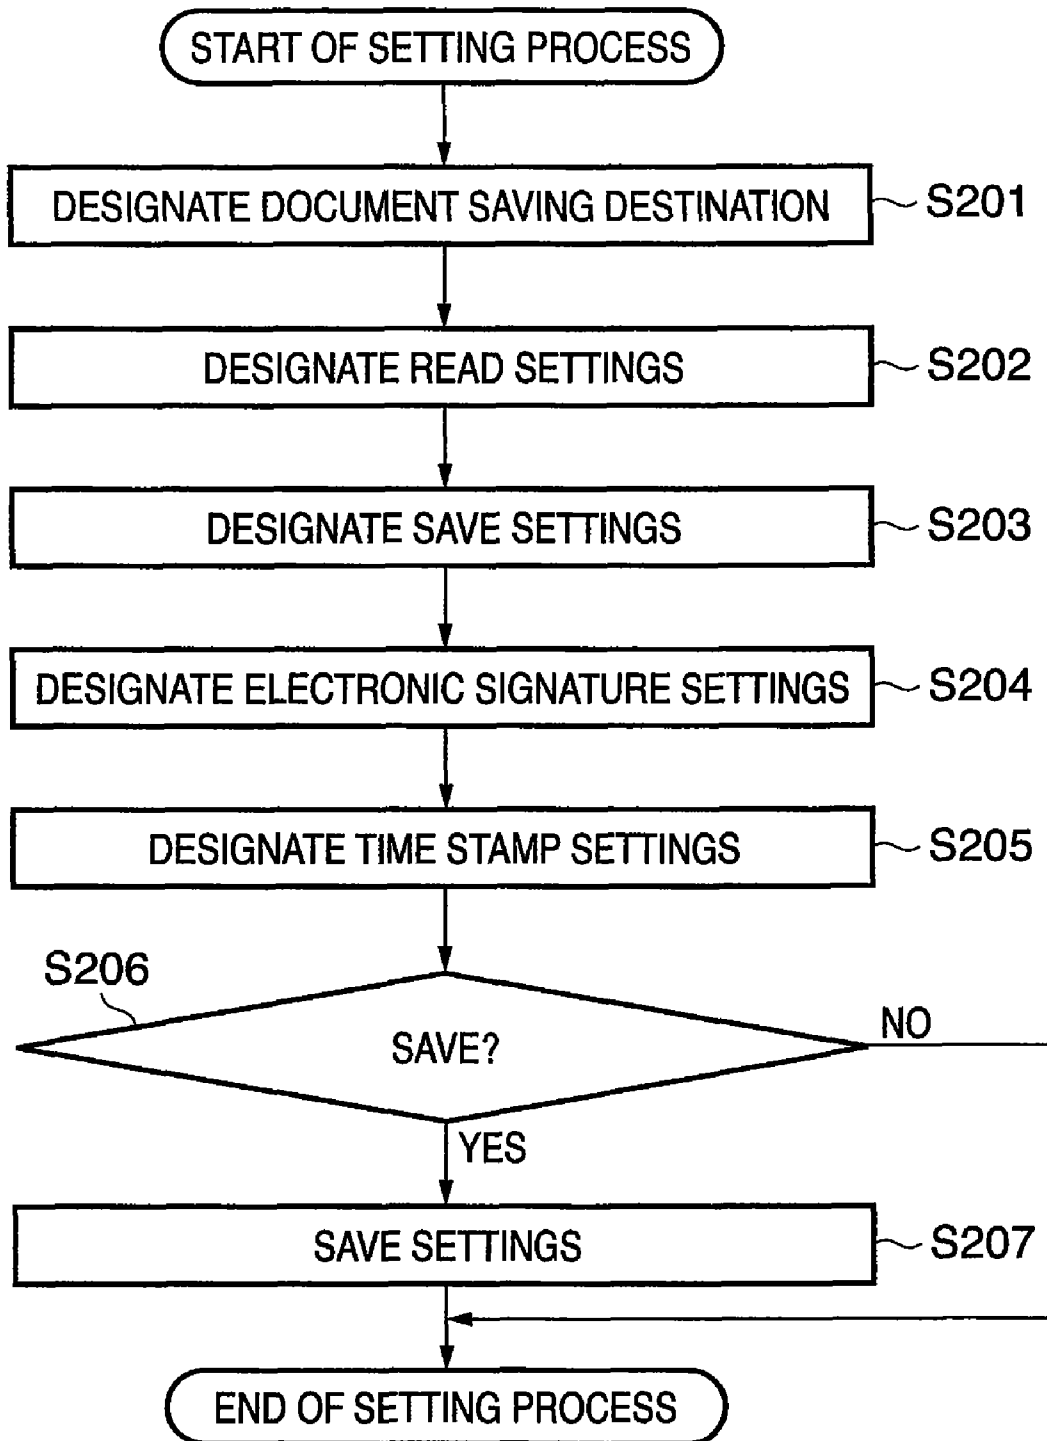 START OF SETTING PROCESS
DESIGNATE DOCUMENT SAVING DESTINATION S201
DESIGNATE READ SETTINGS S202
DESIGNATE SAVE SETTINGS S203
DESIGNATE ELECTRONIC SIGNATURE SETTINGS S204
DESIGNATE TIME STAMP SETTINGS S205
S206
SAVE? NO
YES
SAVE SETTINGS S207
END OF SETTING PROCESS